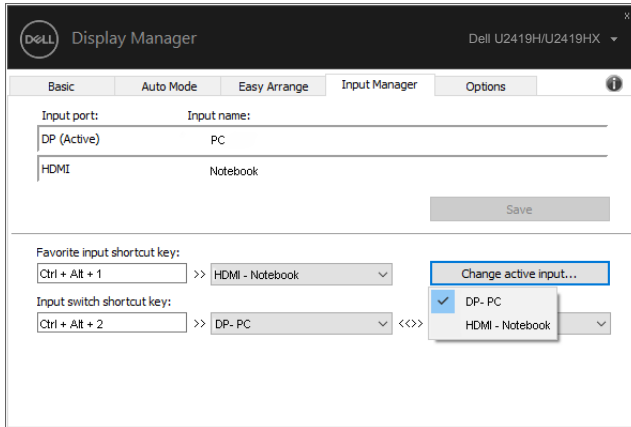 DELL
Display Manager
Dell U2419H/U2419HX
x
Basic Auto Mode Easy Arrange Input Manager Options i
Input port: Input name:
DP (Active) PC
HDMI Notebook
Save
Favorite input shortcut key:
Ctrl + Alt + 1 >> HDMI - Notebook Change active input...
Input switch shortcut key:
DP- PC
Ctrl + Alt + 2 >> DP- PC <<>>
HDMI - Notebook